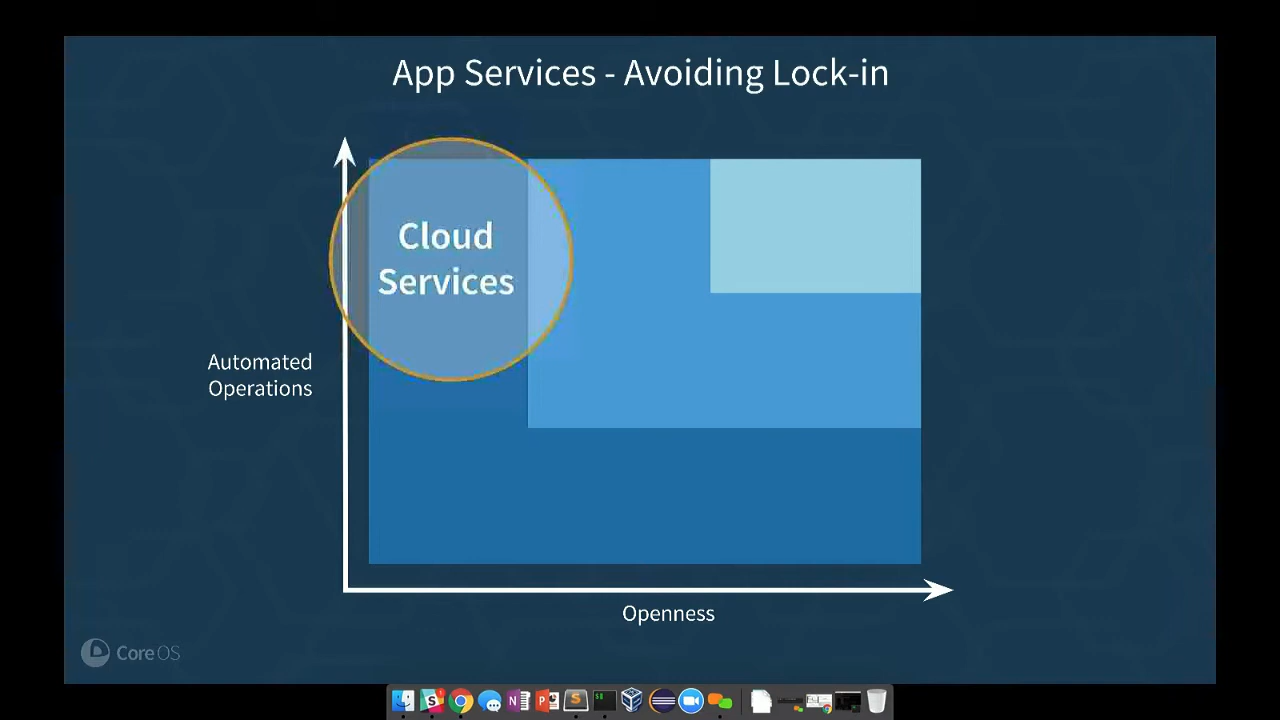 App Services - Avoiding Lock-in
Cloud
Services
Automated
Operations
Openness
CoreOS